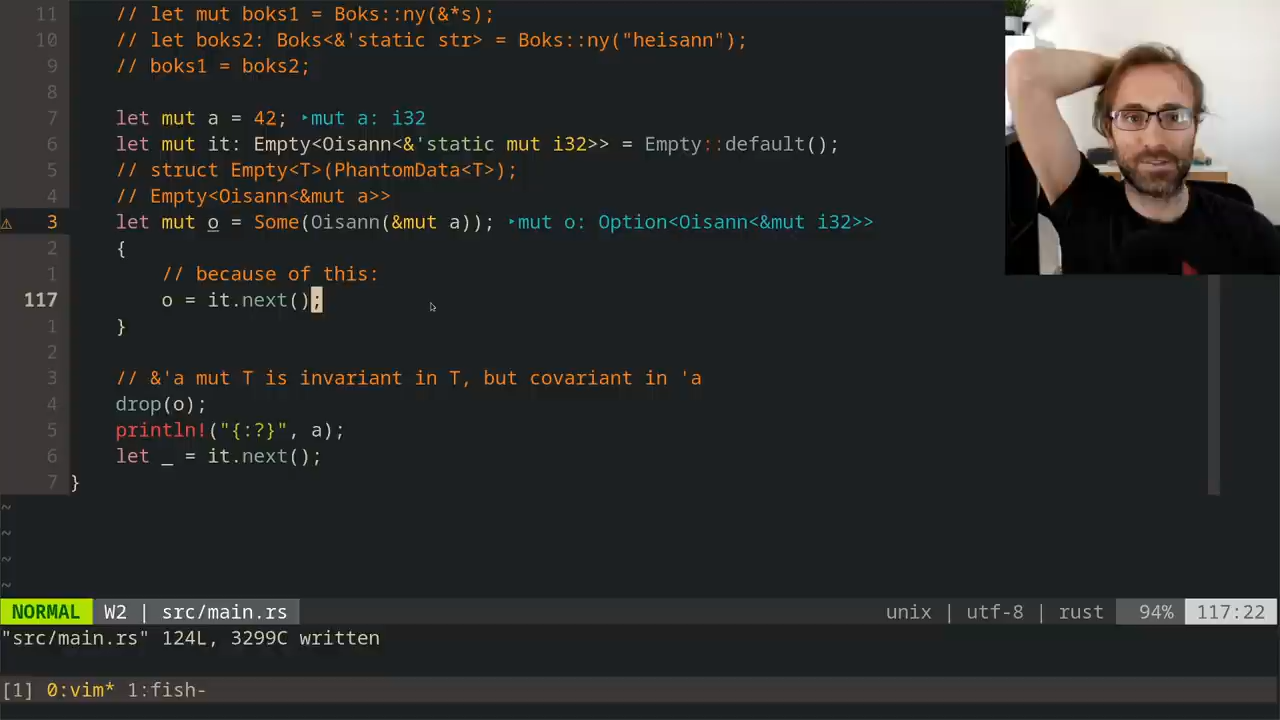 11 // let mut boks1 = Boks::ny(&*s);
10 // let boks2: Boks<&'static str> = Boks::ny("heisann");
9 // boks1 = boks2;
8
7 let mut a = 42; ‣mut a: i32
6 let mut it: Empty<Oisann<&'static mut i32>> = Empty::default();
5 // struct Empty<T>(PhantomData<T>);
4 // Empty<Oisann<&mut a>>
⚠ 3 let mut o = Some(Oisann(&mut a)); ‣mut o: Option<Oisann<&mut i32>>
2 {
1 // because of this:
117 o = it.next();
1 }
2
3 // &'a mut T is invariant in T, but covariant in 'a
4 drop(o);
5 println!("{:?}", a);
6 let _ = it.next();
7 }
~
~
~
~
NORMAL W2 | src/main.rs unix | utf-8 | rust 94% 117:22
"src/main.rs" 124L, 3299C written
[1] 0:vim* 1:fish-